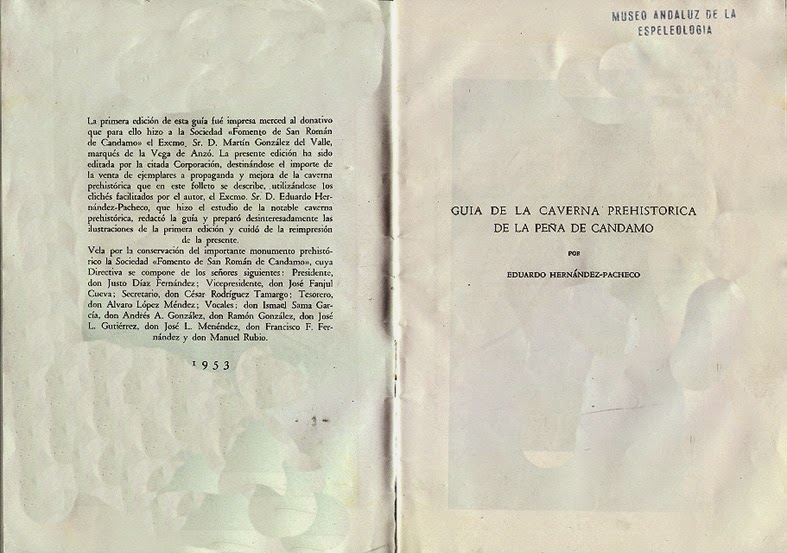 La primera edición de esta guía fué impresa merced al donativo
que para ello hizo a la Sociedad «Fomento de San Román
de Candamo» el Excmo. Sr. D. Martín González del Valle,
marqués de la Vega de Anzó. La presente edición ha sido
editada por la citada Corporación, destinándose el importe de
la venta de ejemplares a propaganda y mejora de la caverna
prehistórica que en este folleto se describe, utilizándose los
clichés facilitados por el autor, el Excmo. Sr. D. Eduardo Her-
nández-Pacheco, que hizo el estudio de la notable caverna
prehistórica, redactó la guía y preparó desinteresadamente las
ilustraciones de la primera edición y cuidó de la reimpresión
de la presente.
Vela por la conservación del importante monumento prehistó-
rico la Sociedad «Fomento de San Román de Candamo», cuya
Directiva se compone de los señores siguientes: Presidente,
don Justo Díaz Fernández; Vicepresidente, don José Fanjul
Cueva; Secretario, don César Rodríguez Tamargo; Tesorero,
don Alvaro López Méndez; Vocales: don Ismael Sama Gar-
cía, don Andrés A. González, don Ramón González, don José
L. Gutiérrez, don José L. Menéndez, don Francisco F. Fer-
nández y don Manuel Rubio.
1953
MUSEO ANDALUZ DE LA
ESPELEOLOGIA
GUIA DE LA CAVERNA PREHISTORICA
DE LA PEÑA DE CANDAMO
POR
EDUARDO HERNÁNDEZ-PACHECO